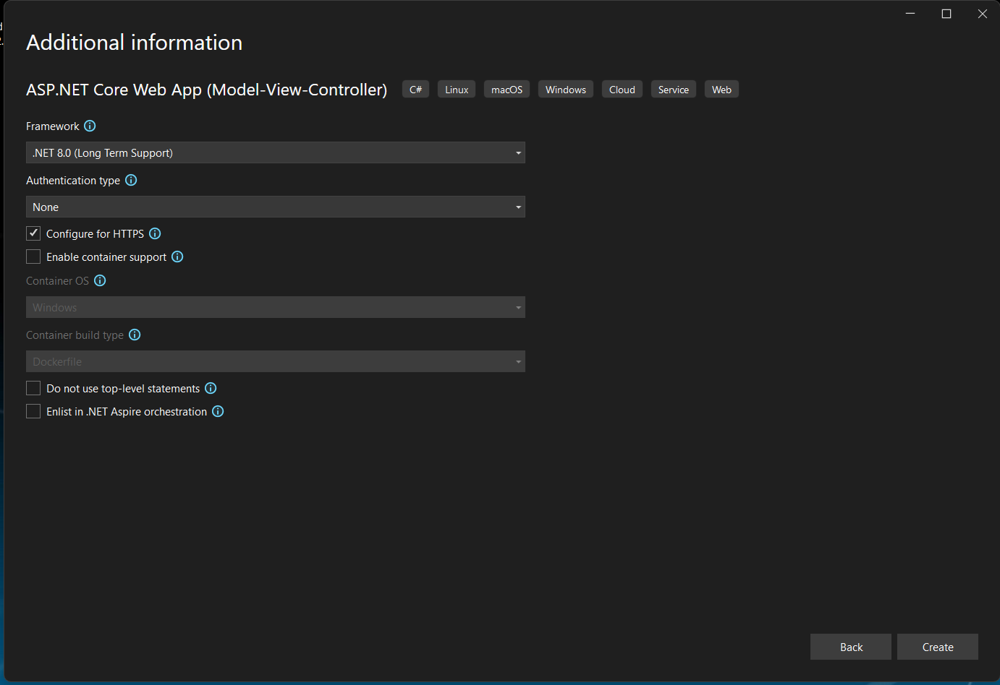 Additional information
ASP.NET Core Web App (Model-View-Controller) C# Linux macOS Windows Cloud Service Web
Framework
.NET 8.0 (Long Term Support)
Authentication type
None
Configure for HTTPS
Enable container support
Container OS
Windows
Container build type
Dockerfile
Do not use top-level statements
Enlist in .NET Aspire orchestration
Back Create